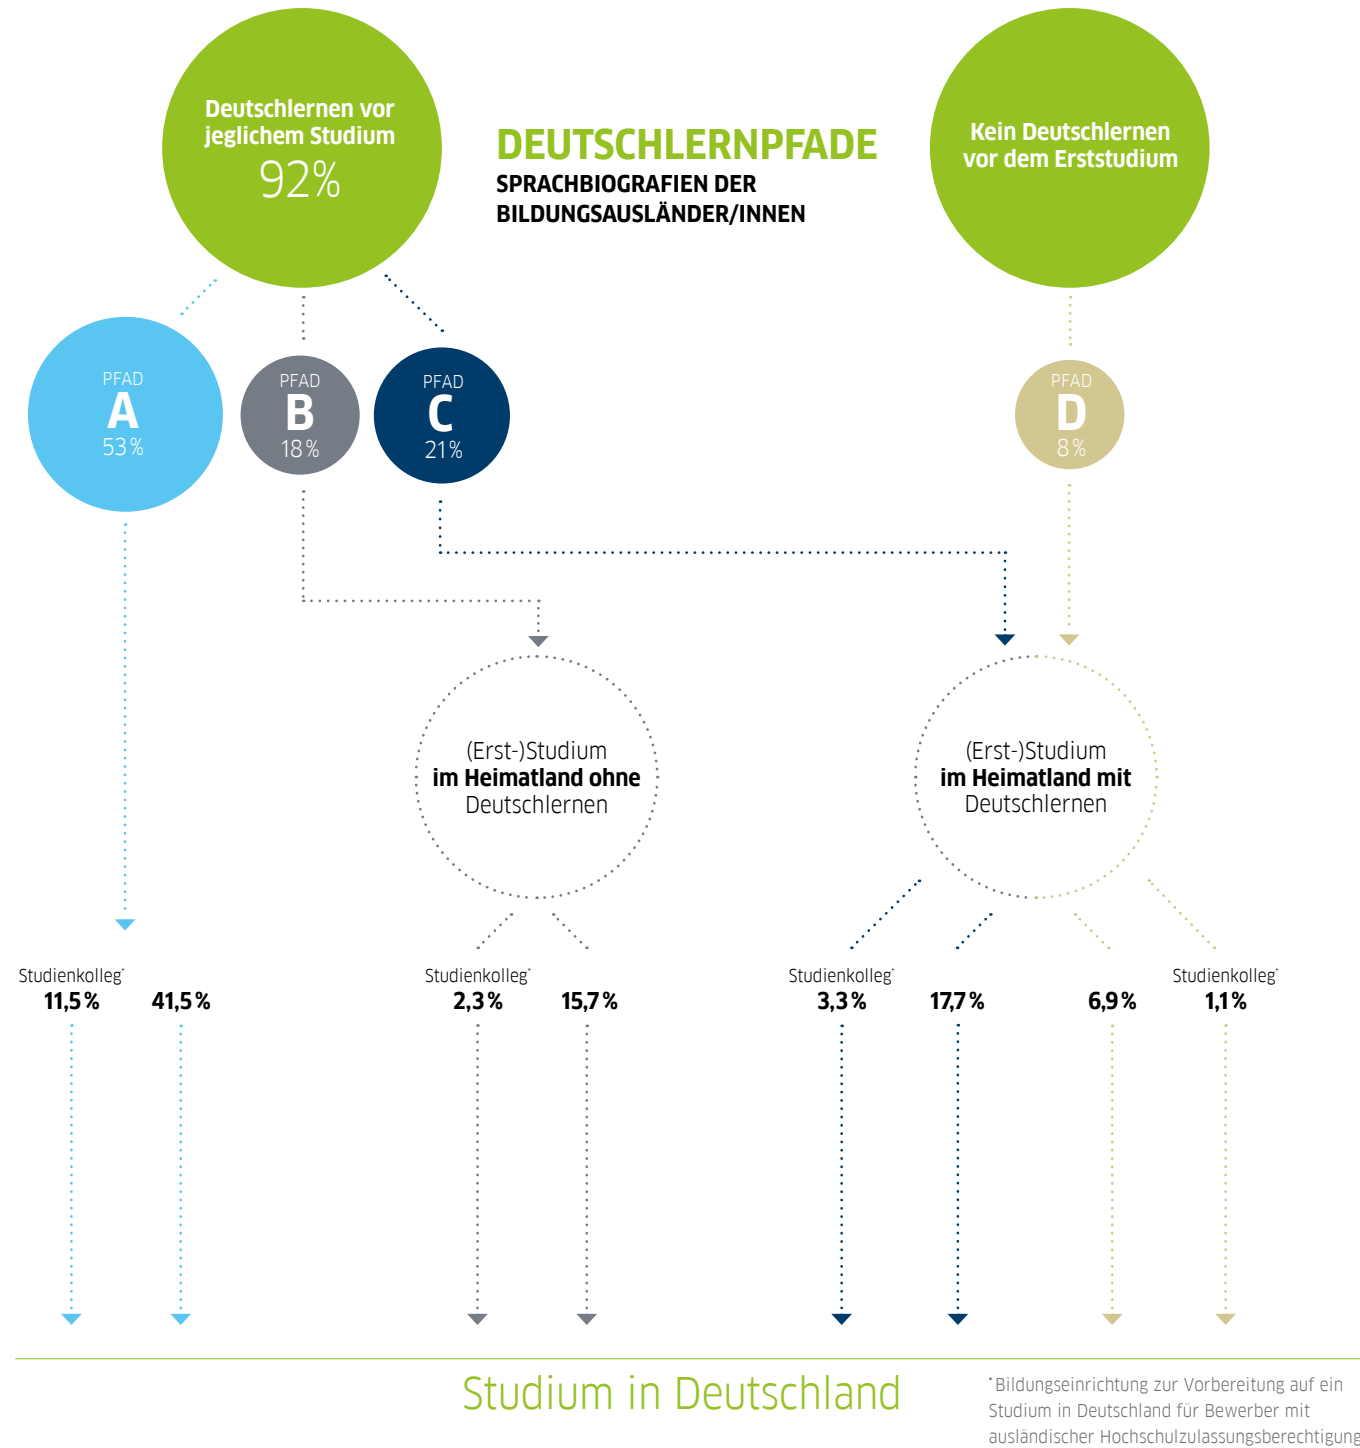 Deutschlernen vor
jeglichem Studium
92%
DEUTSCHLERNPFADE
SPRACHBIOGRAFIEN DER
BILDUNGSAUSLÄNDER/INNEN
Kein Deutschlernen
vor dem Erststudium
PFAD
A
53 %
PFAD
B
18 %
PFAD
C
21 %
PFAD
D
8 %
(Erst-)Studium
im Heimatland ohne
Deutschlernen
(Erst-)Studium
im Heimatland mit
Deutschlernen
Studienkolleg*
11,5 %
41,5 %
Studienkolleg*
2,3 %
15,7 %
Studienkolleg*
3,3 %
17,7 %
6,9 %
Studienkolleg*
1,1 %
Studium in Deutschland
*Bildungseinrichtung zur Vorbereitung auf ein
Studium in Deutschland für Bewerber mit
ausländischer Hochschulzulassungsberechtigung